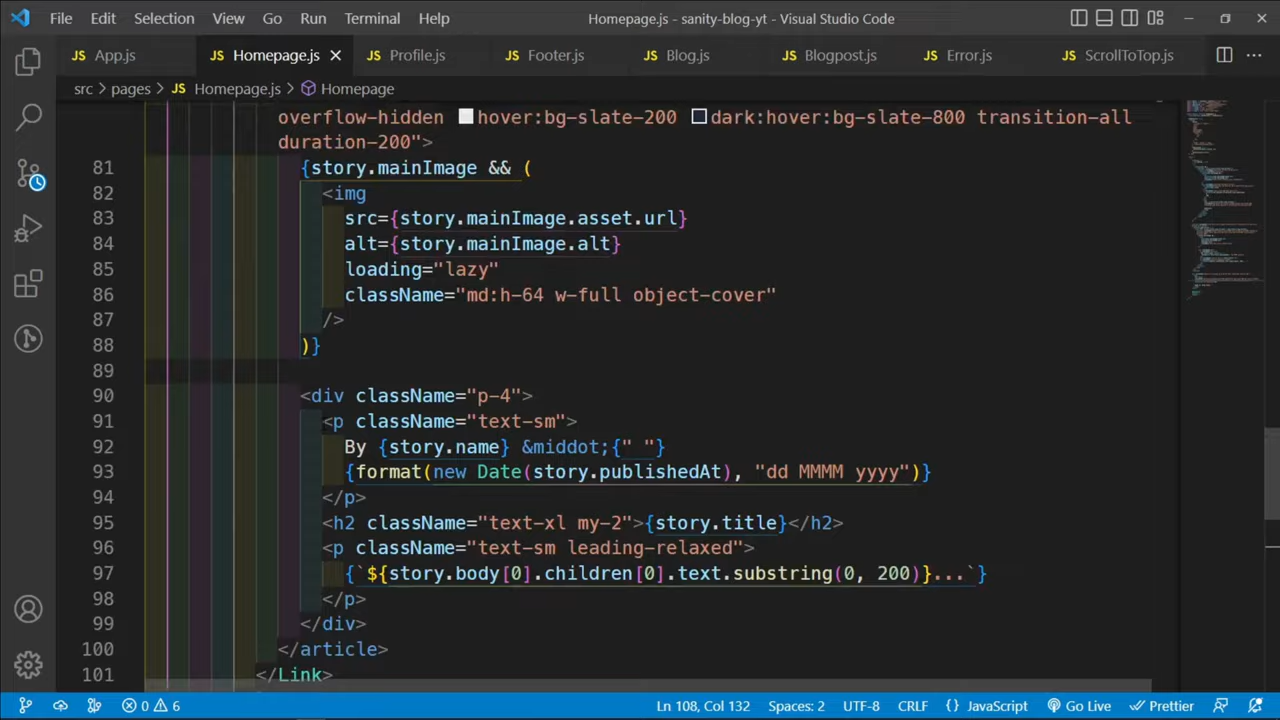 File Edit Selection View Go Run Terminal Help Homepage.js - sanity-blog-yt - Visual Studio Code
JS App.js JS Homepage.js JS Profile.js JS Footer.js JS Blog.js JS Blogpost.js JS Error.js JS ScrollToTop.js
src > pages > JS Homepage.js > Homepage
overflow-hidden hover:bg-slate-200 dark:hover:bg-slate-800 transition-all
duration-200">
81 {story.mainImage && (
82 <img
83 src={story.mainImage.asset.url}
84 alt={story.mainImage.alt}
85 loading="lazy"
86 className="md:h-64 w-full object-cover"
87 />
88 )}
89
90 <div className="p-4">
91 <p className="text-sm">
92 By {story.name} &middot;{" "}
93 {format(new Date(story.publishedAt), "dd MMMM yyyy")}
94 </p>
95 <h2 className="text-xl my-2">{story.title}</h2>
96 <p className="text-sm leading-relaxed">
97 {`${story.body[0].children[0].text.substring(0, 200)}...`}
98 </p>
99 </div>
100 </article>
101 </Link>
0 6 Ln 108, Col 132 Spaces: 2 UTF-8 CRLF {} JavaScript Go Live Prettier